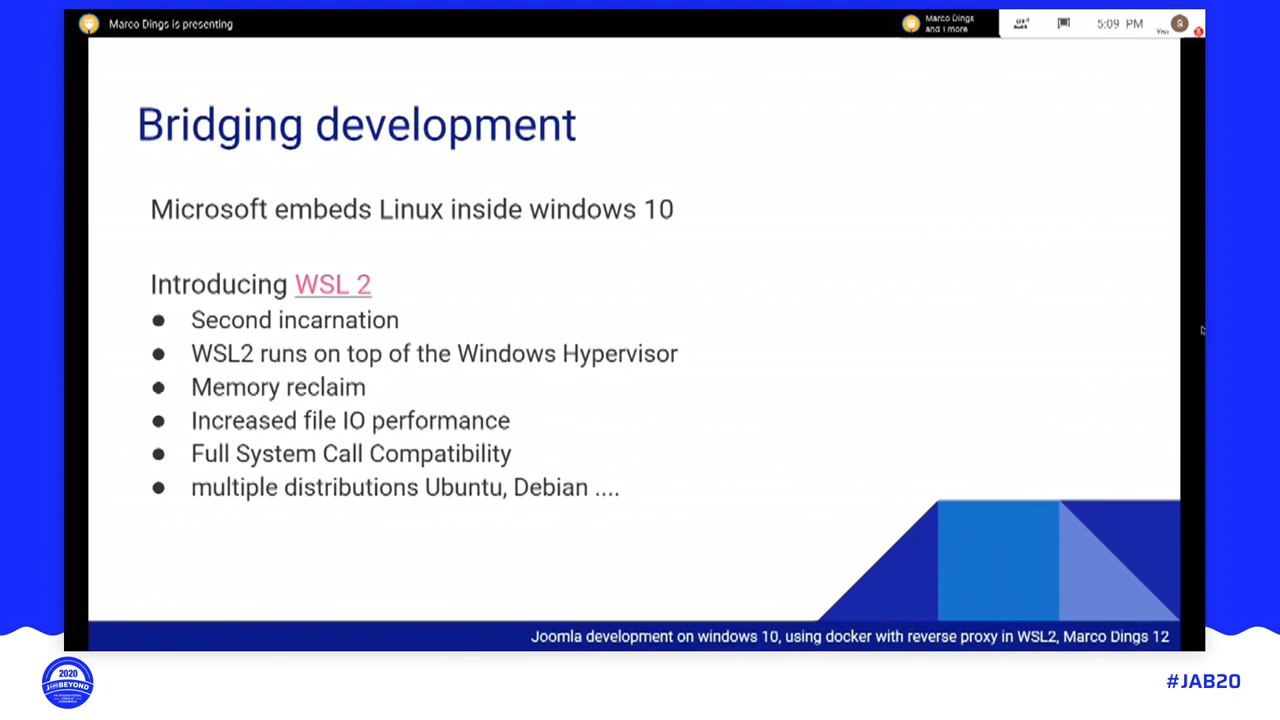 Marco Dings is presenting
Marco Dings
and 1 more
5:09 PM
You
S
Bridging development
Microsoft embeds Linux inside windows 10
Introducing WSL 2
● Second incarnation
● WSL2 runs on top of the Windows Hypervisor
● Memory reclaim
● Increased file IO performance
● Full System Call Compatibility
● multiple distributions Ubuntu, Debian ....
Joomla development on windows 10, using docker with reverse proxy in WSL2, Marco Dings 12
2020
JANDBEYOND
#JAB20